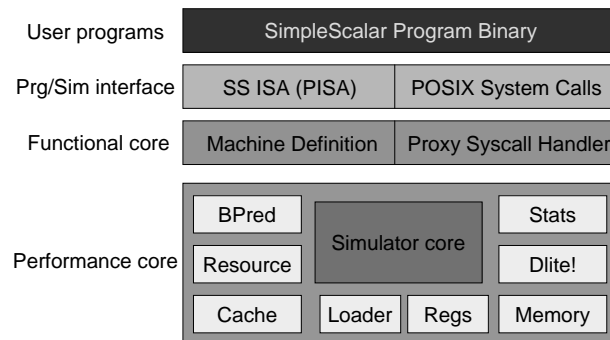 User programs
SimpleScalar Program Binary
Prg/Sim interface
SS ISA (PISA)
POSIX System Calls
Functional core
Machine Definition
Proxy Syscall Handler
Performance core
BPred
Simulator core
Stats
Resource
Dlite!
Cache
Loader
Regs
Memory